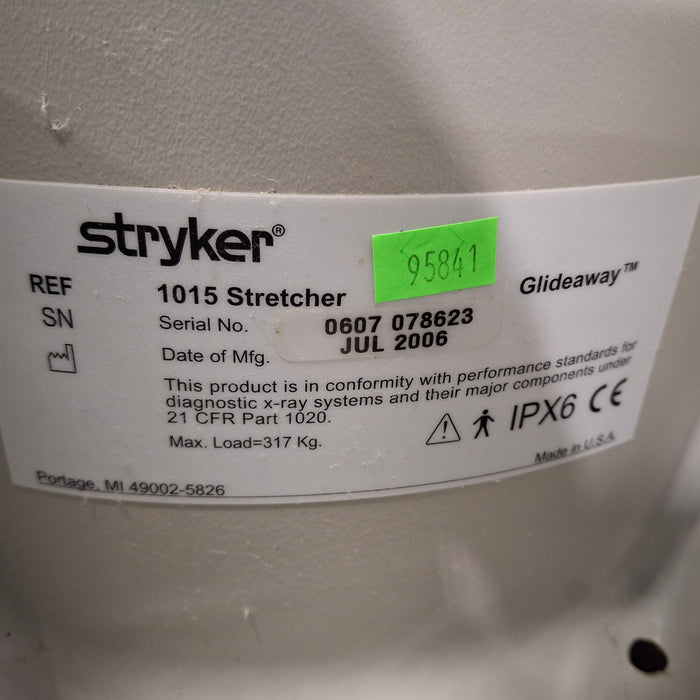 stryker®
95841
REF 1015 Stretcher Glideaway™
SN Serial No. 0607 078623
Date of Mfg. JUL 2006
This product is in conformity with performance standards for
diagnostic x-ray systems and their major components under
21 CFR Part 1020.
Max. Load=317 Kg.
IPX6 CE
Made in U.S.A.
Portage, MI 49002-5826